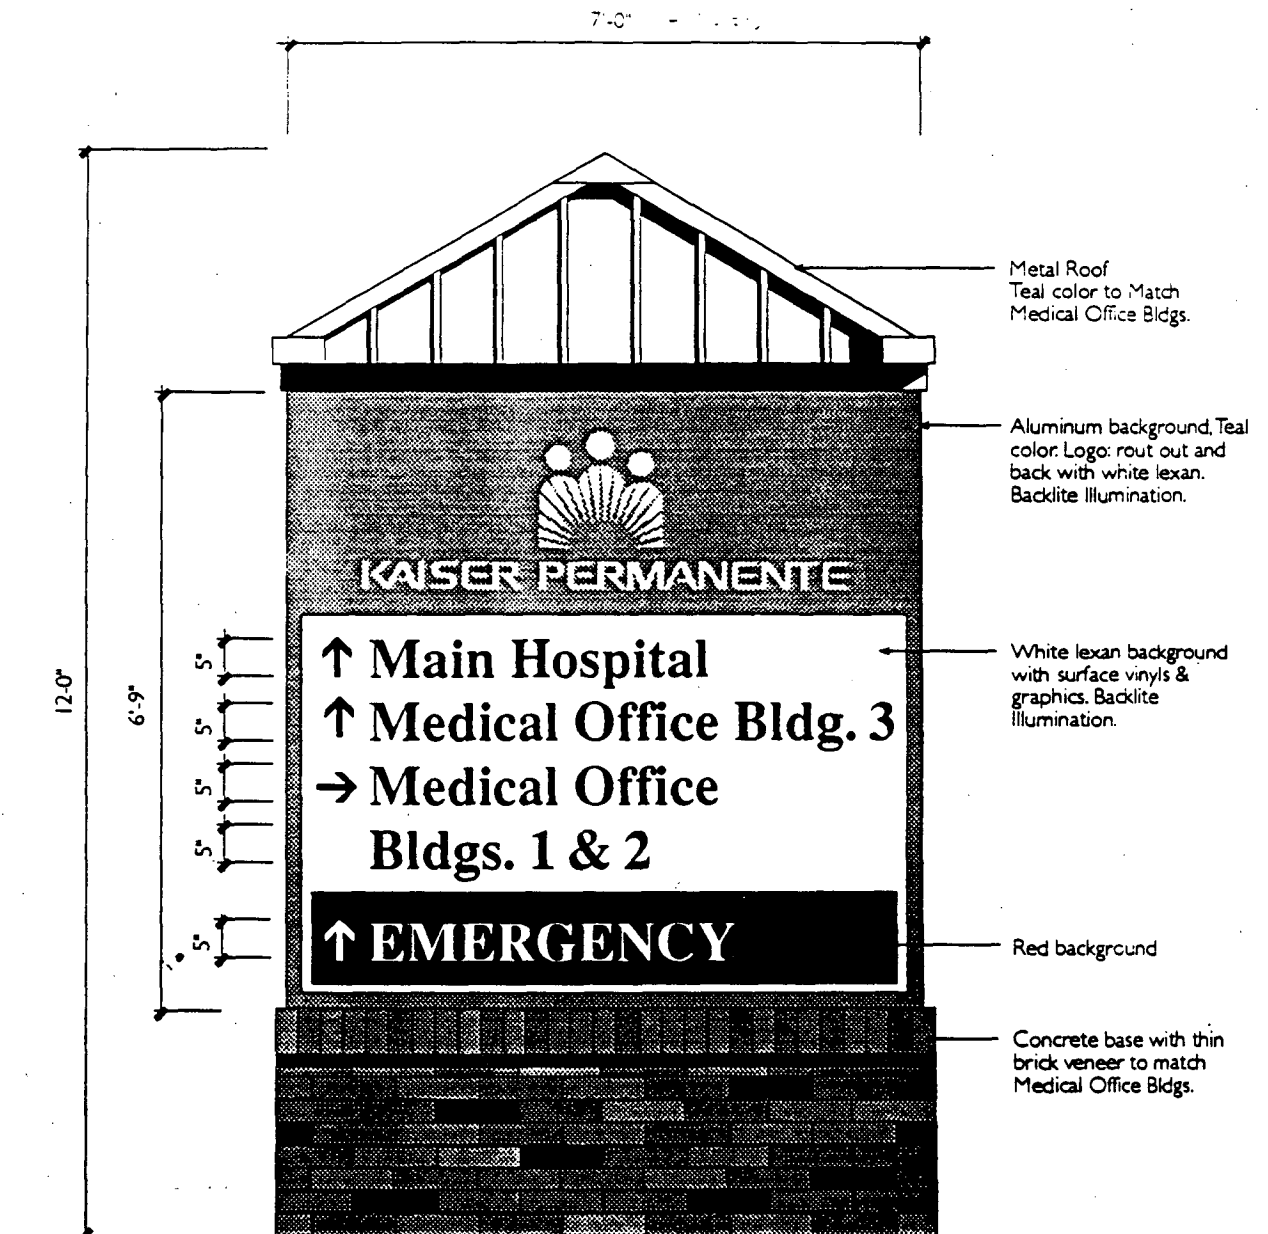 7'-0"
Metal Roof
Teal color to Match
Medical Office Bldgs.
Aluminum background, Teal
color. Logo: rout out and
back with white lexan.
Backlite Illumination.
KAISER PERMANENTE
12-0"
6'-9"
5"
↑ Main Hospital
White lexan background
with surface vinyls &
graphics. Backlite
Illumination.
5"
↑ Medical Office Bldg. 3
5"
→ Medical Office
5"
Bldgs. 1 & 2
5"
↑ EMERGENCY
Red background
Concrete base with thin
brick veneer to match
Medical Office Bldgs.